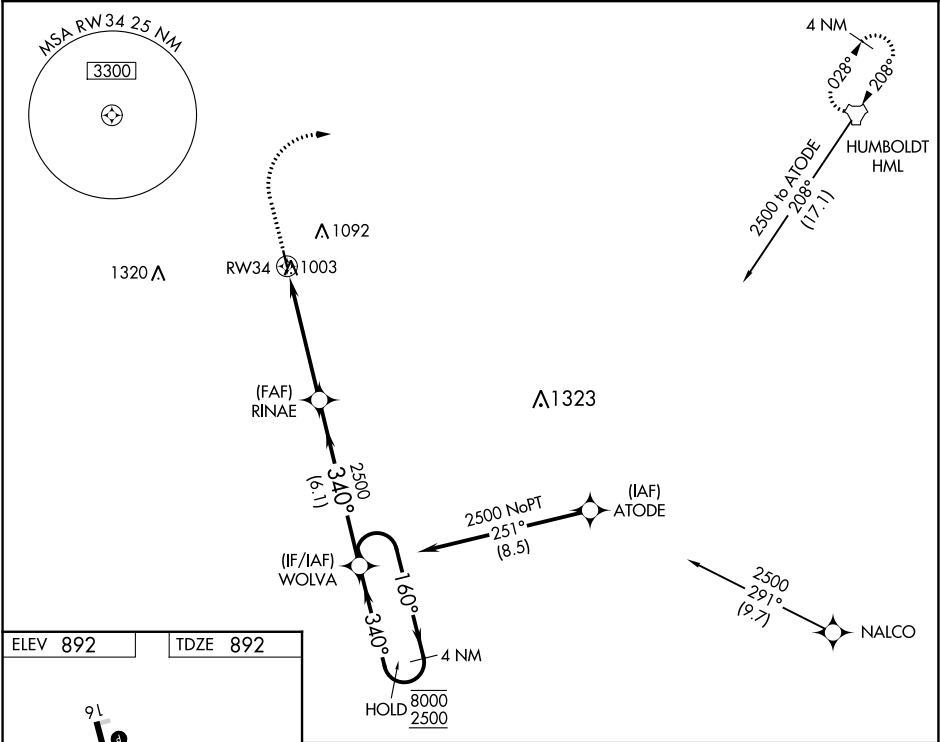 MSA RW34 25 NM
3300
4 NM
028°
208°
HUMBOLDT
HML
2500 to ATODE
208°
(17.1)
1092
1320
RW34
1003
(FAF)
RINAE
1323
2500
340°
(6.1)
2500 NoPT
251°
(8.5)
(IAF)
ATODE
(IF/IAF)
WOLVA
160°
340°
4 NM
HOLD
8000
2500
2500
291°
(9.7)
NALCO
ELEV 892
TDZE 892
16
P